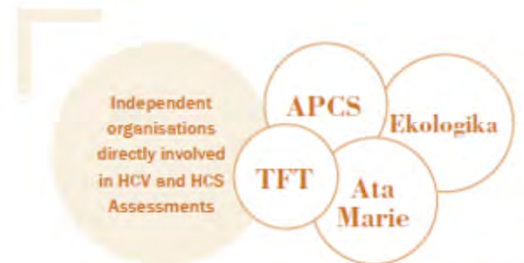 Independent
organisations
directly involved
in HCV and HCS
Assessments
APCS
Ekologika
TFT
Ata
Marie